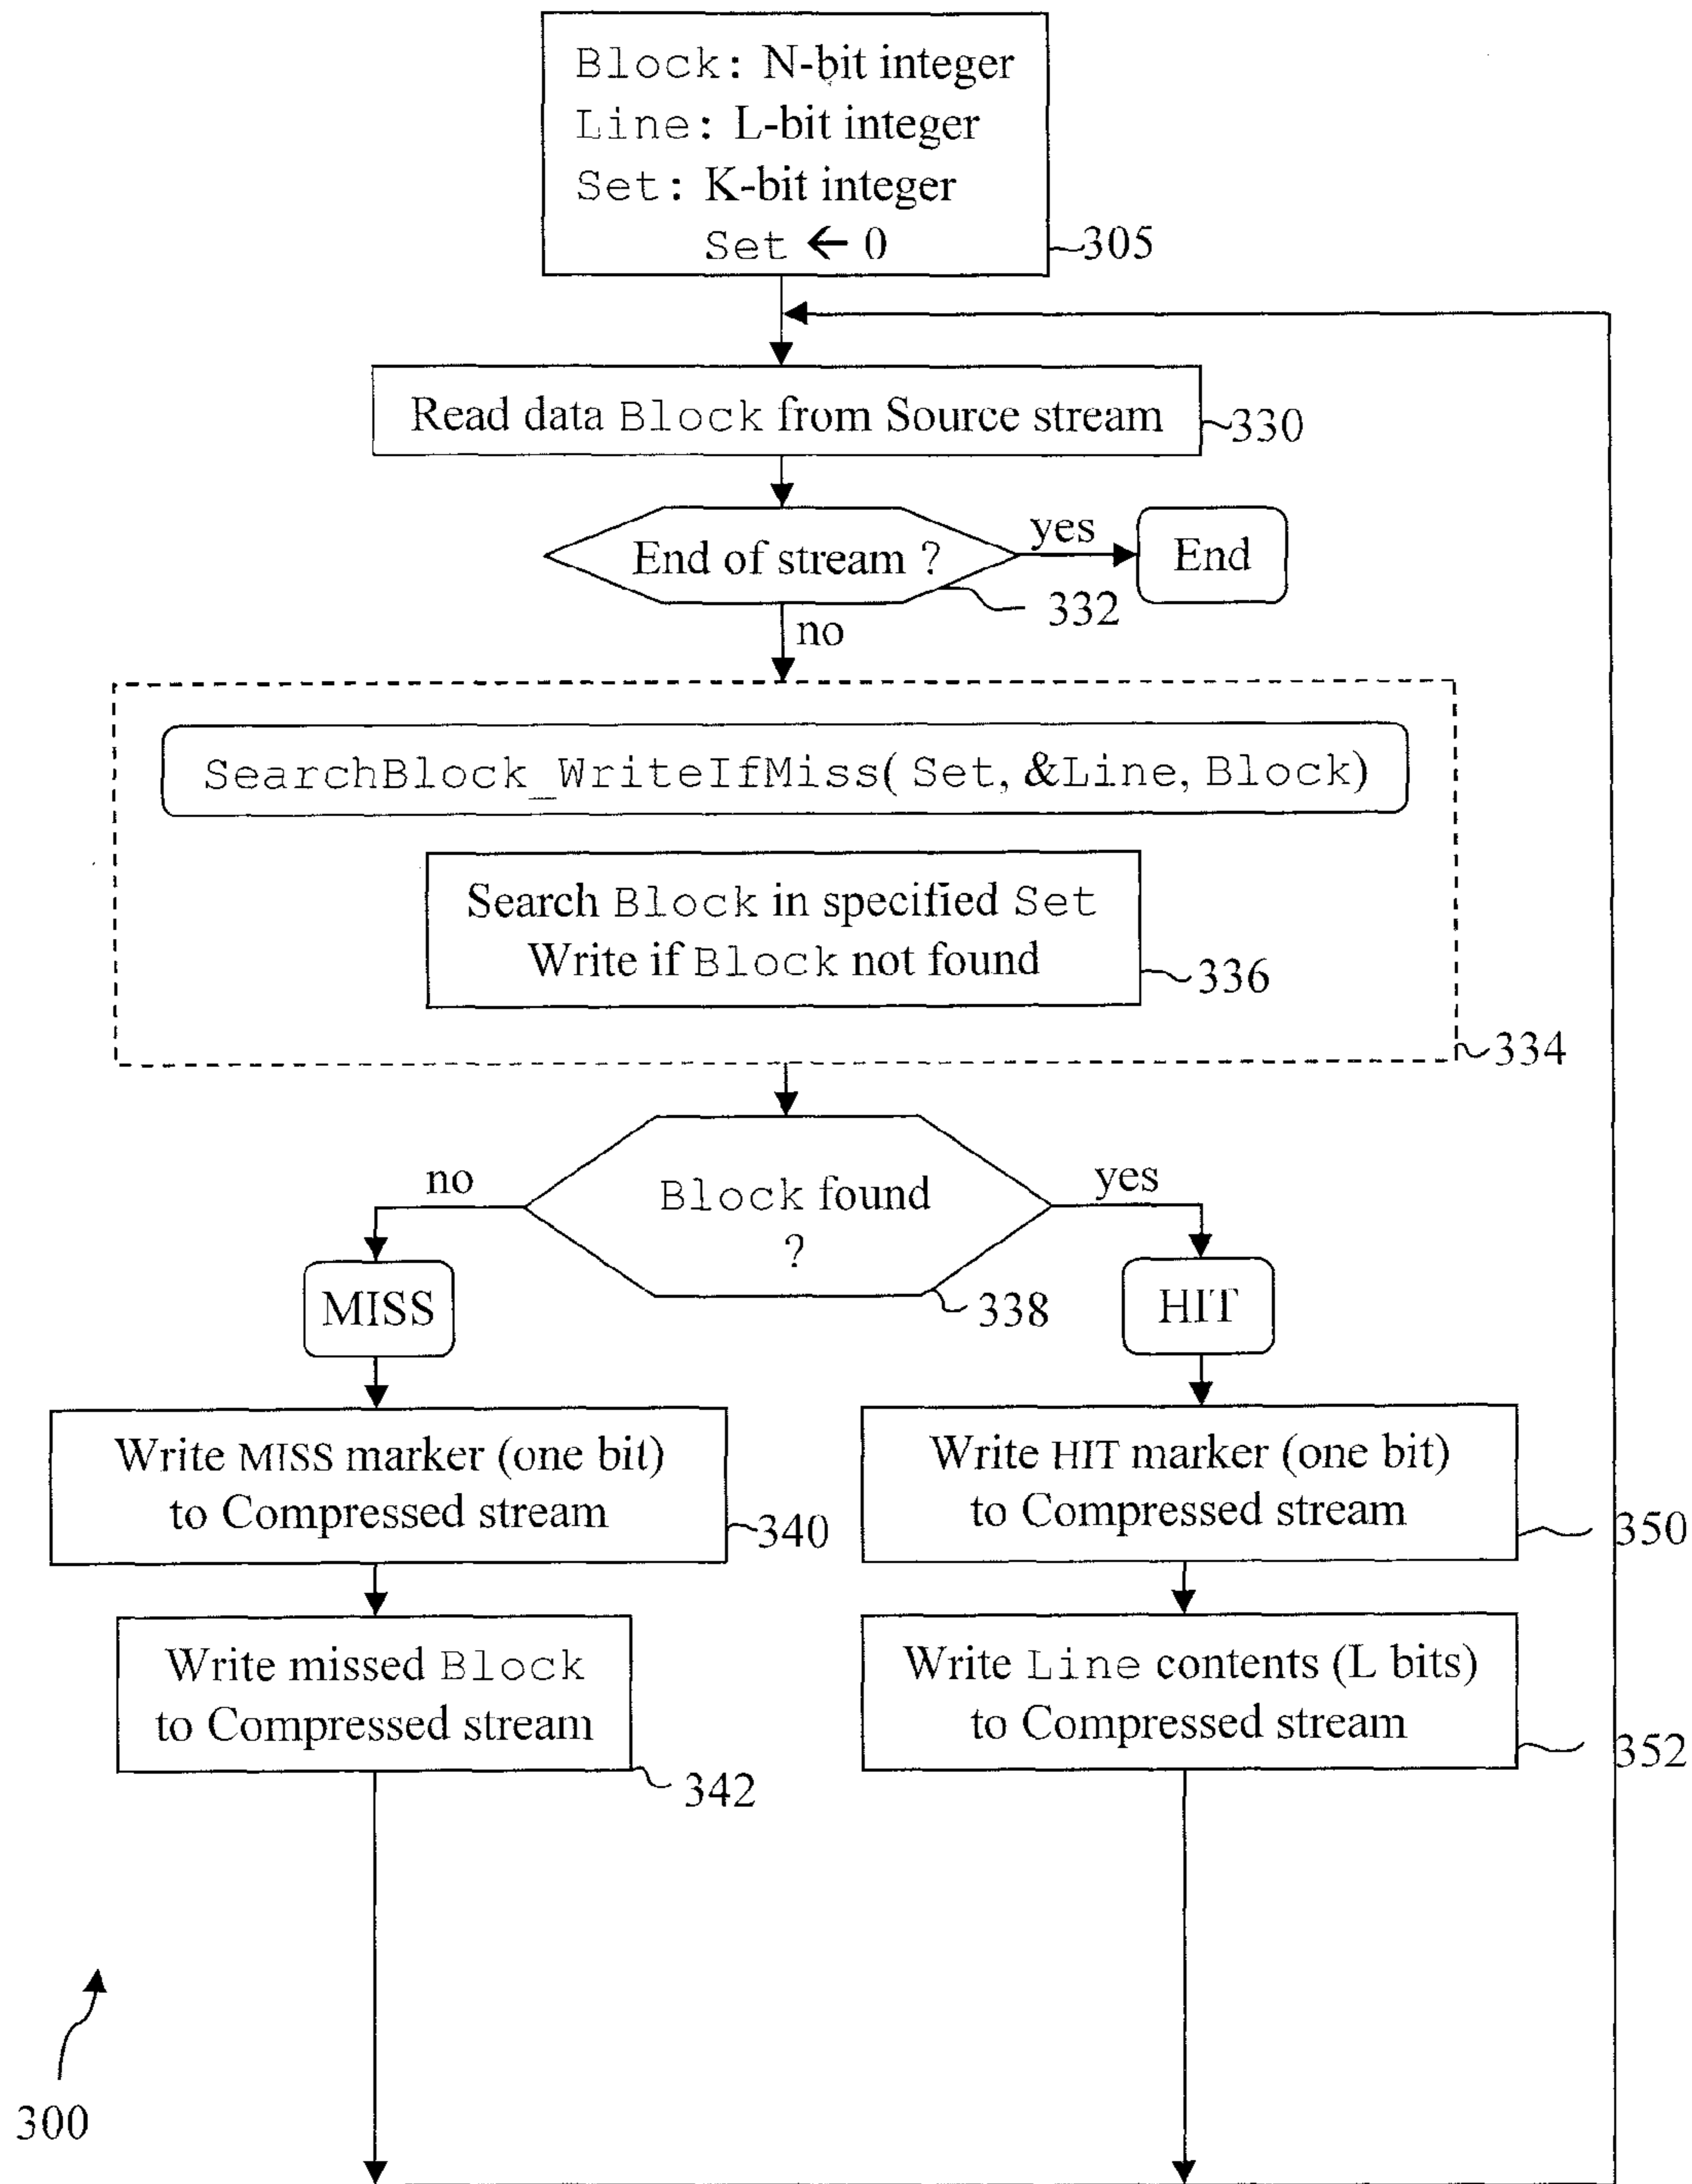 Block: N-bit integer
Line: L-bit integer
Set: K-bit integer
Set ← 0
305
Read data Block from Source stream
330
End of stream ?
yes
End
332
no
SearchBlock_WriteIfMiss( Set, &Line, Block)
Search Block in specified Set
Write if Block not found
336
334
no
Block found
?
yes
338
MISS
HIT
Write MISS marker (one bit)
to Compressed stream
340
Write HIT marker (one bit)
to Compressed stream
350
Write missed Block
to Compressed stream
342
Write Line contents (L bits)
to Compressed stream
352
300